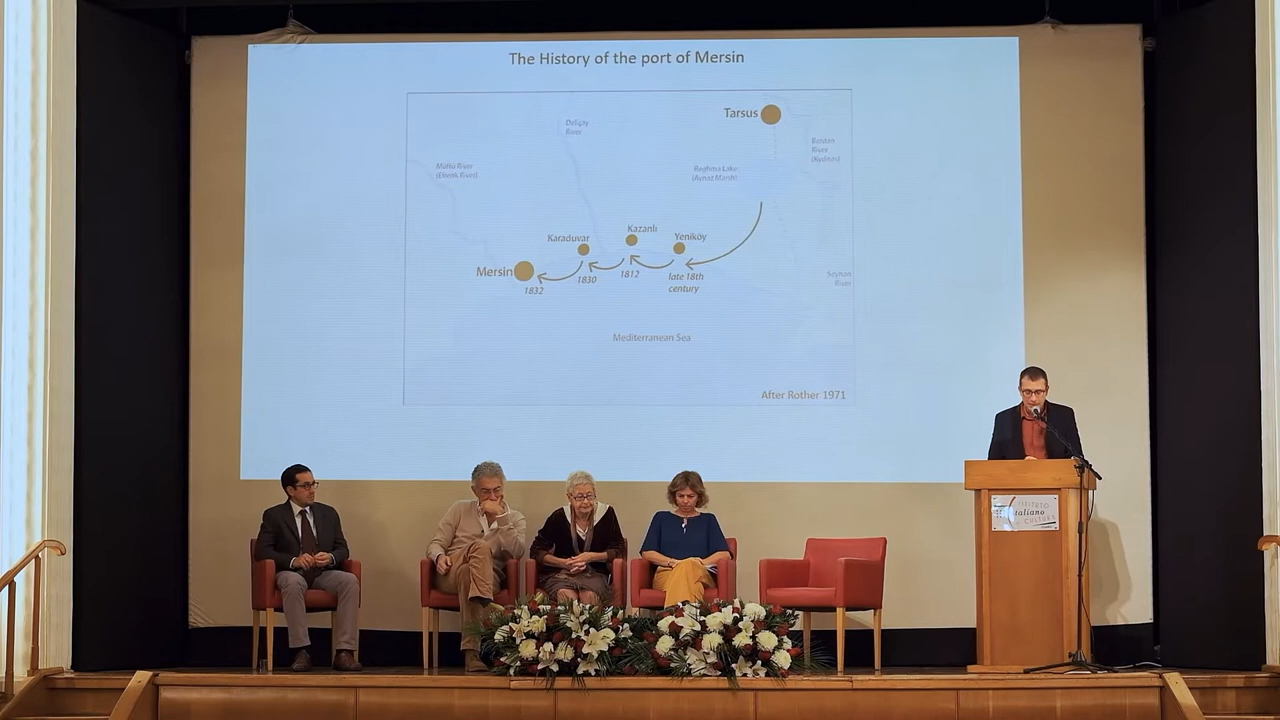 The History of the port of Mersin
Tarsus
Deliçay
River
Berdan
River
(Kydnos)
Müftü River
(Efrenk River)
Reghma Lake
(Aynaz Marsh)
Karaduvar
Kazanlı
Yeniköy
Mersin
1832
1830
1812
late 18th
century
Seyhan
River
Mediterranean Sea
After Rother 1971
ISTITUTO
italiano
DI CULTURA